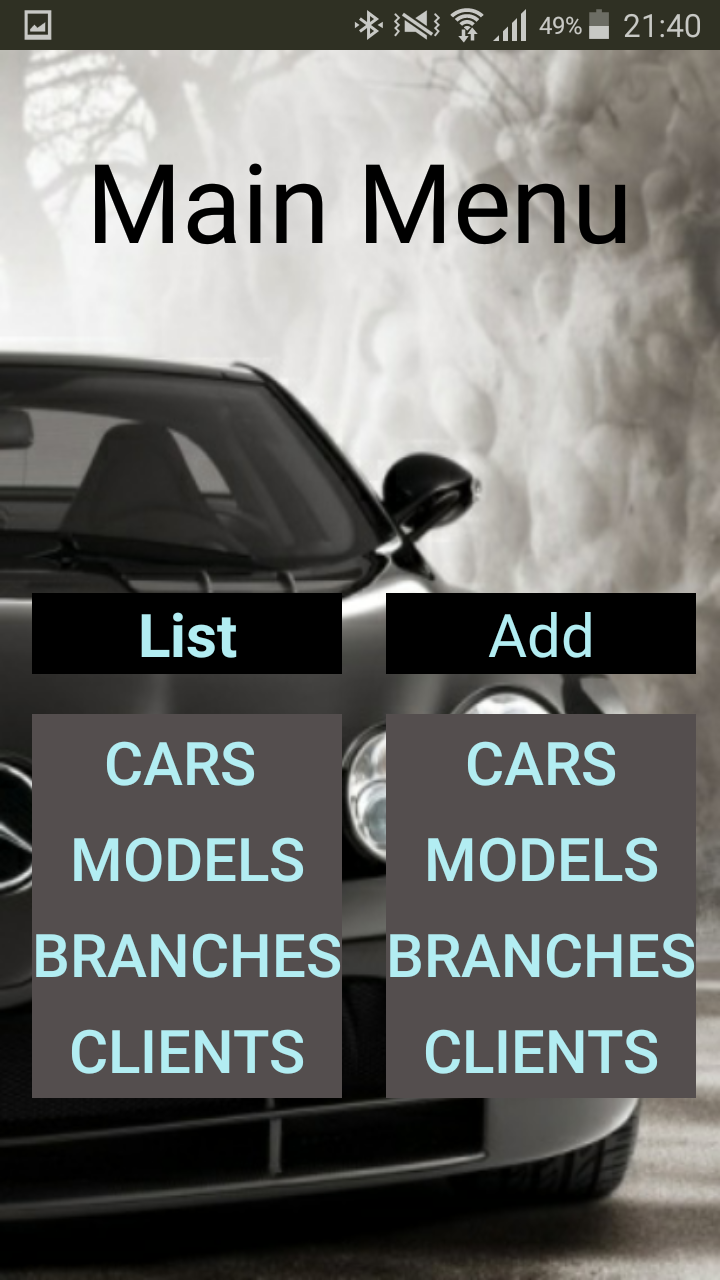 49% 21:40
Main Menu
List Add
CARS CARS
MODELS MODELS
BRANCHES BRANCHES
CLIENTS CLIENTS